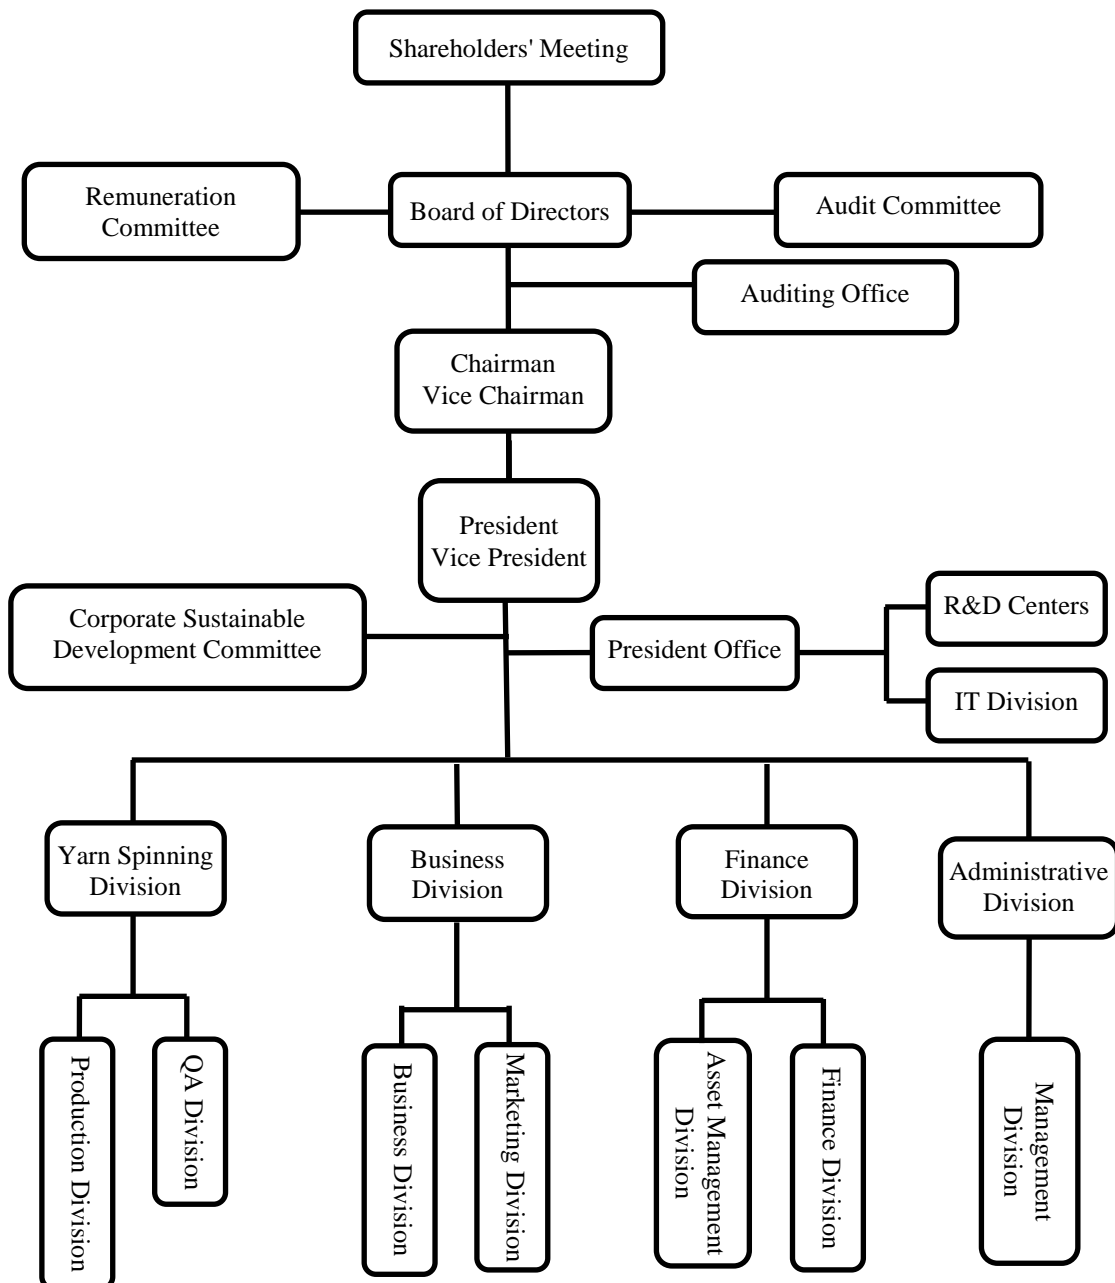 Shareholders' Meeting
Remuneration
Committee
Board of Directors
Audit Committee
Auditing Office
Chairman
Vice Chairman
President
Vice President
Corporate Sustainable
Development Committee
President Office
R&D Centers
IT Division
Yarn Spinning
Division
Business
Division
Finance
Division
Administrative
Division
Production Division
QA Division
Business Division
Marketing Division
Asset Management
Division
Finance Division
Management
Division